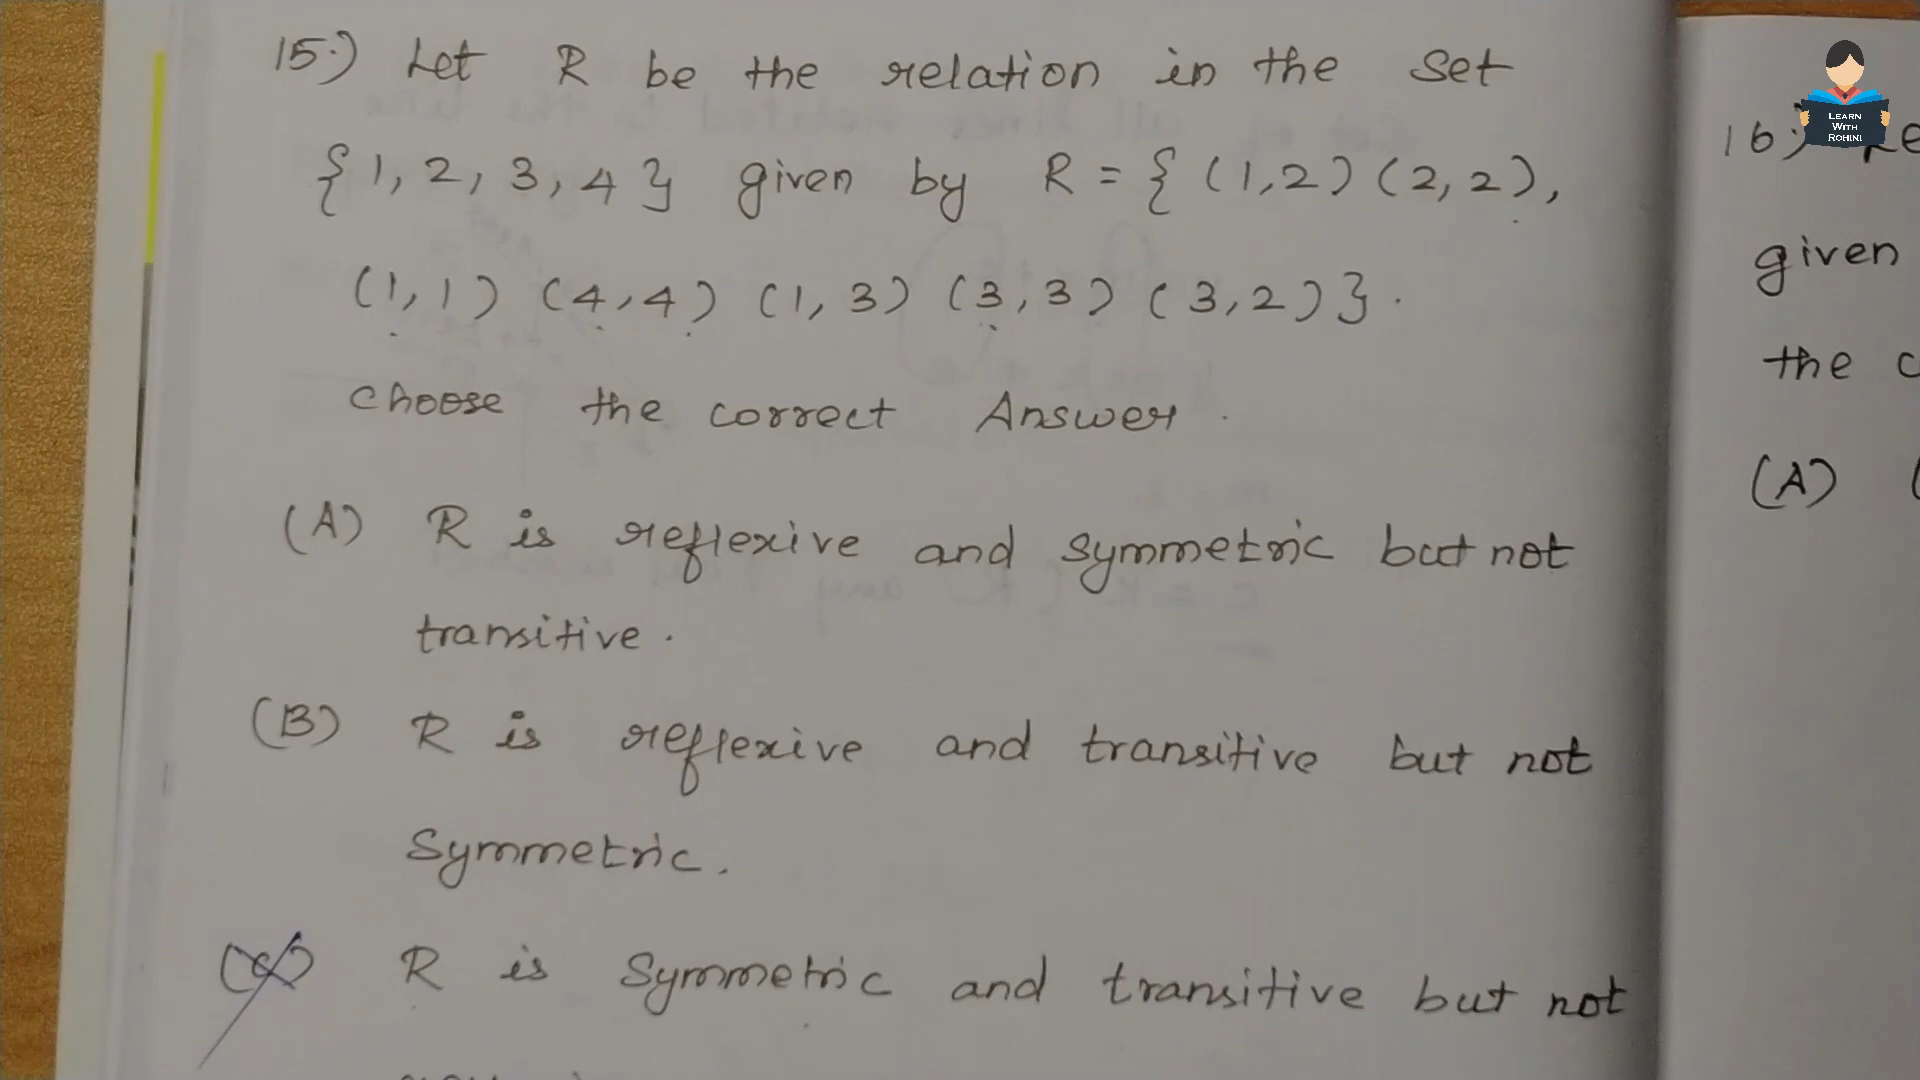 15.) Let R be the relation in the set
{1, 2, 3, 4} given by R = { (1,2) (2,2),
(1,1) (4,4) (1,3) (3,3) (3,2)}.
choose the correct Answer.
(A) R is reflexive and symmetric but not
transitive.
(B) R is reflexive and transitive but not
Symmetric.
(C) R is Symmetric and transitive but not
LEARN
WITH
ROHINI
16)
given
the
(A)